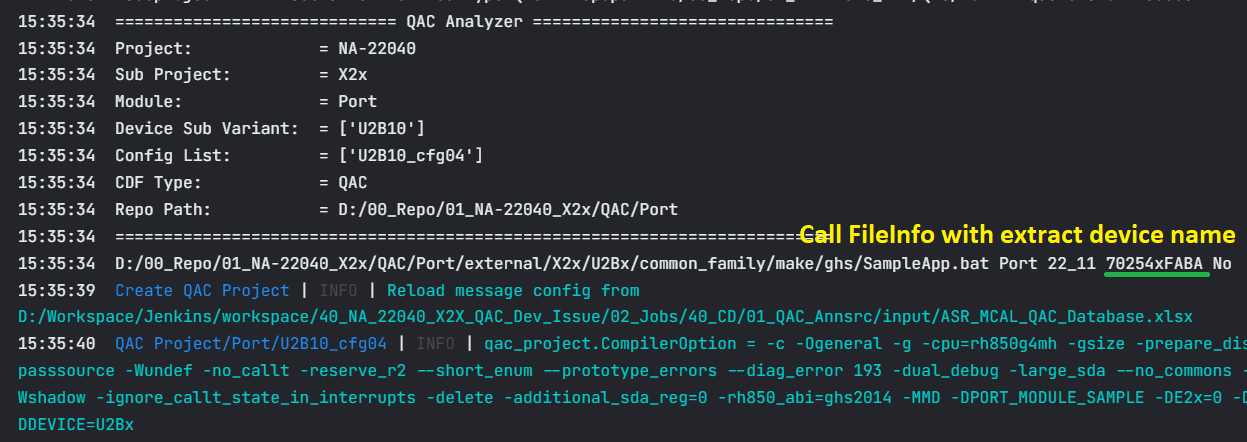 15:35:34 ============================= QAC Analyzer ===============================
15:35:34 Project: = NA-22040
15:35:34 Sub Project: = X2x
15:35:34 Module: = Port
15:35:34 Device Sub Variant: = ['U2B10']
15:35:34 Config List: = ['U2B10_cfg04']
15:35:34 CDF Type: = QAC
15:35:34 Repo Path: = D:/00_Repo/01_NA-22040_X2x/QAC/Port
15:35:34 ==========================================================================
Call FileInfo with extract device name
15:35:34 D:/00_Repo/01_NA-22040_X2x/QAC/Port/external/X2x/U2Bx/common_family/make/ghs/SampleApp.bat Port 22_11 70254xFABA No
15:35:39 Create QAC Project | INFO | Reload message config from
D:/Workspace/Jenkins/workspace/40_NA_22040_X2X_QAC_Dev_Issue/02_Jobs/40_CD/01_QAC_Annsrc/input/ASR_MCAL_QAC_Database.xlsx
15:35:40 QAC Project/Port/U2B10_cfg04 | INFO | qac_project.CompilerOption = -c -Ogeneral -g -cpu=rh850g4mh -gsize -prepare_dis
passsource -Wundef -no_callt -reserve_r2 --short_enum --prototype_errors --diag_error 193 -dual_debug -large_sda --no_commons -
Wshadow -ignore_callt_state_in_interrupts -delete -additional_sda_reg=0 -rh850_abi=ghs2014 -MMD -DPORT_MODULE_SAMPLE -DE2x=0 -D
DDEVICE=U2Bx